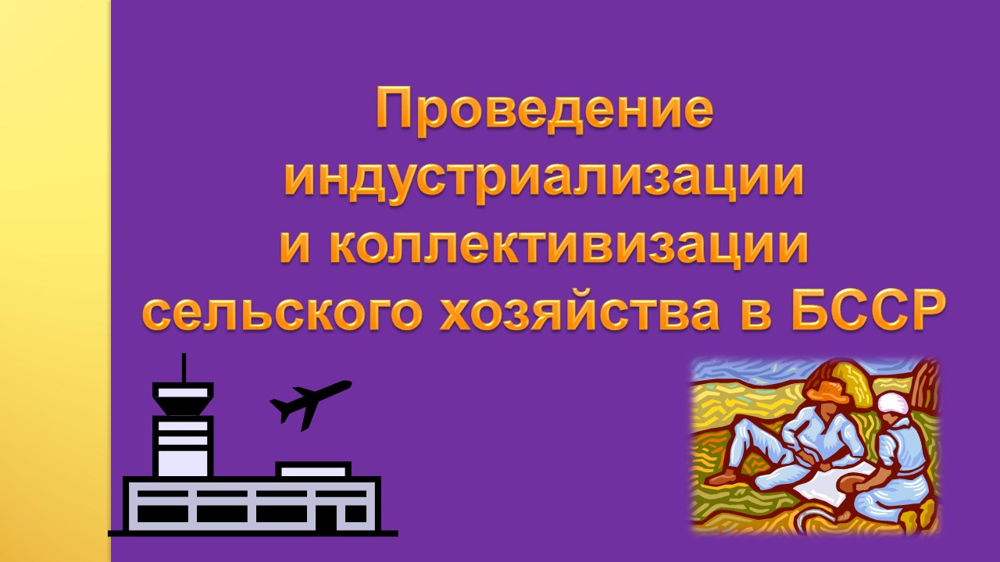 Проведение
индустриализации
и коллективизации
сельского хозяйства в БССР